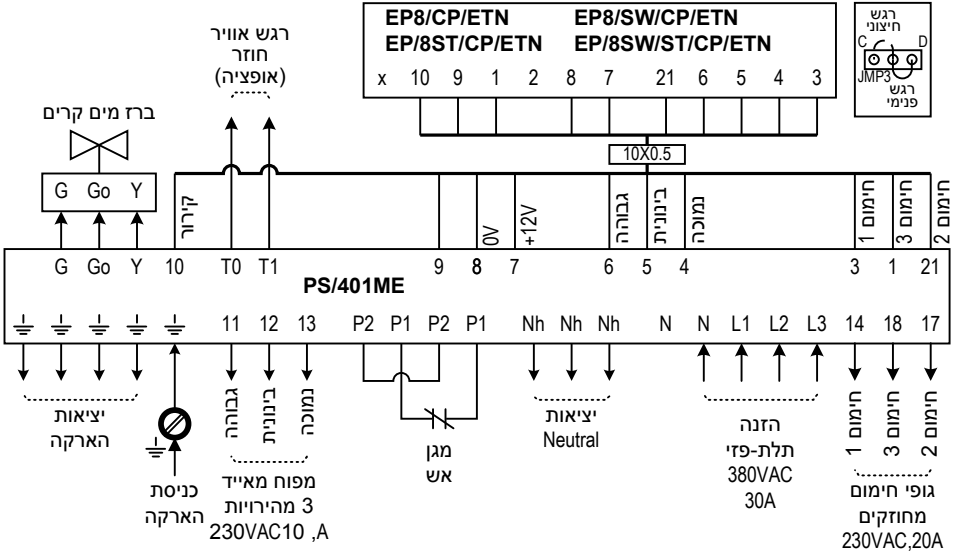 EP8/CP/ETN EP8/SW/CP/ETN
EP/8ST/CP/ETN EP/8SW/ST/CP/ETN
x 10 9 1 2 8 7 21 6 5 4 3
רגש
חיצוני
C D
JMP3
רגש
פנימי
רגש אוויר
חוזר
(אופציה)
ברז מים קרים
10X0.5
G Go Y
קירור
0V
+12V
גבוהה
בינונית
נמוכה
חימום 1
חימום 3
חימום 2
G Go Y 10 T0 T1 9 8 7 6 5 4 3 1 21
PS/401ME
11 12 13 P2 P1 P2 P1 Nh Nh Nh N N L1 L2 L3 14 18 17
גבוהה
בינונית
נמוכה
חימום 1
חימום 3
חימום 2
יציאות
הארקה
כניסת
הארקה
מפוח מאייד
3 מהירויות
230VAC10 ,A
מגן
אש
יציאות
Neutral
הזנה
תלת-פזי
380VAC
30A
גופי חימום
מחוזקים
230VAC,20A